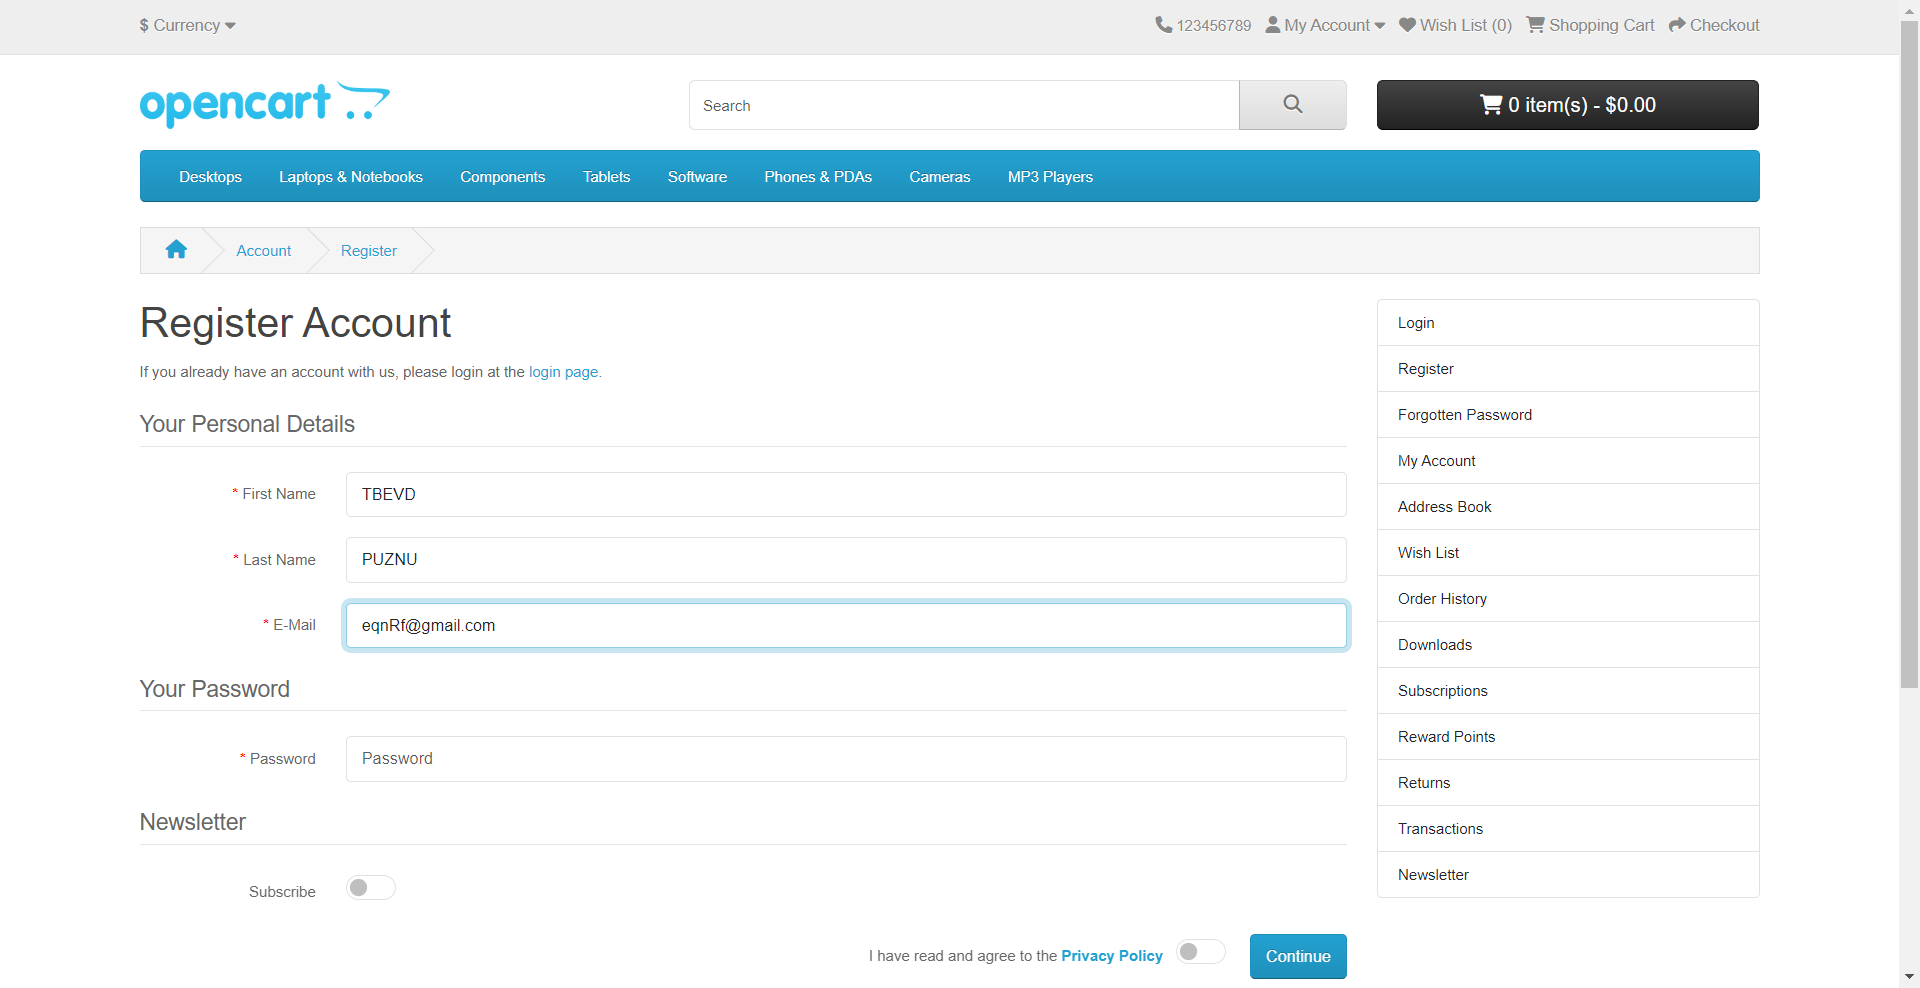 $ Currency
123456789 My Account Wish List (0) Shopping Cart Checkout
opencart
Search
0 item(s) - $0.00
Desktops Laptops & Notebooks Components Tablets Software Phones & PDAs Cameras MP3 Players
Account Register
Register Account
If you already have an account with us, please login at the login page.
Your Personal Details
* First Name TBEVD
* Last Name PUZNU
* E-Mail eqnRf@gmail.com
Your Password
* Password Password
Newsletter
Subscribe
I have read and agree to the Privacy Policy Continue
Login
Register
Forgotten Password
My Account
Address Book
Wish List
Order History
Downloads
Subscriptions
Reward Points
Returns
Transactions
Newsletter